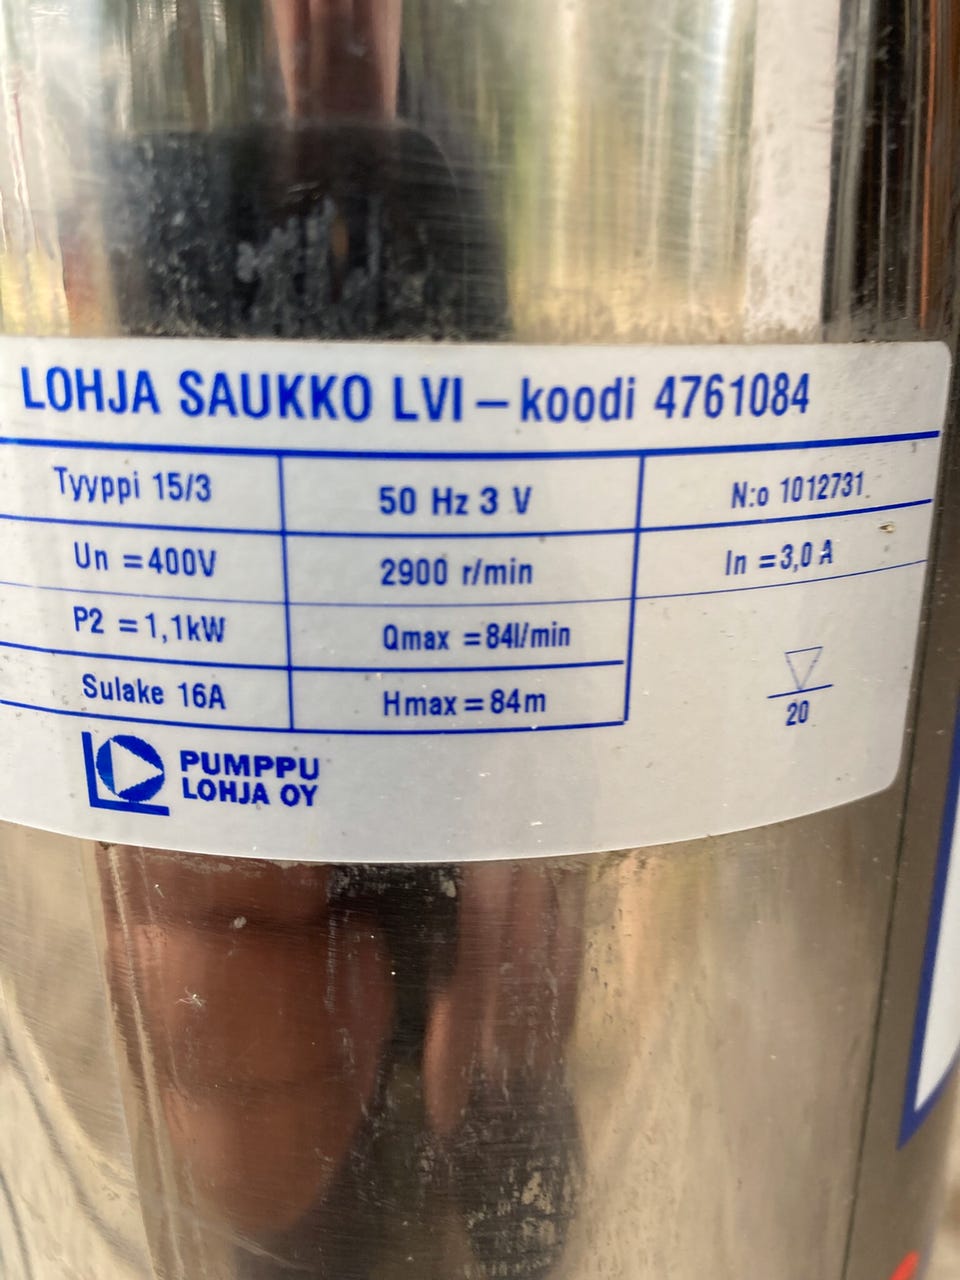 LOHJA SAUKKO LVI – koodi 4761084
Tyyppi 15/3 50 Hz 3 V N:o 1012731
Un =400V 2900 r/min In =3,0 A
P2 =1,1kW Qmax =84l/min
Sulake 16A Hmax=84m
20
PUMPPU
LOHJA OY